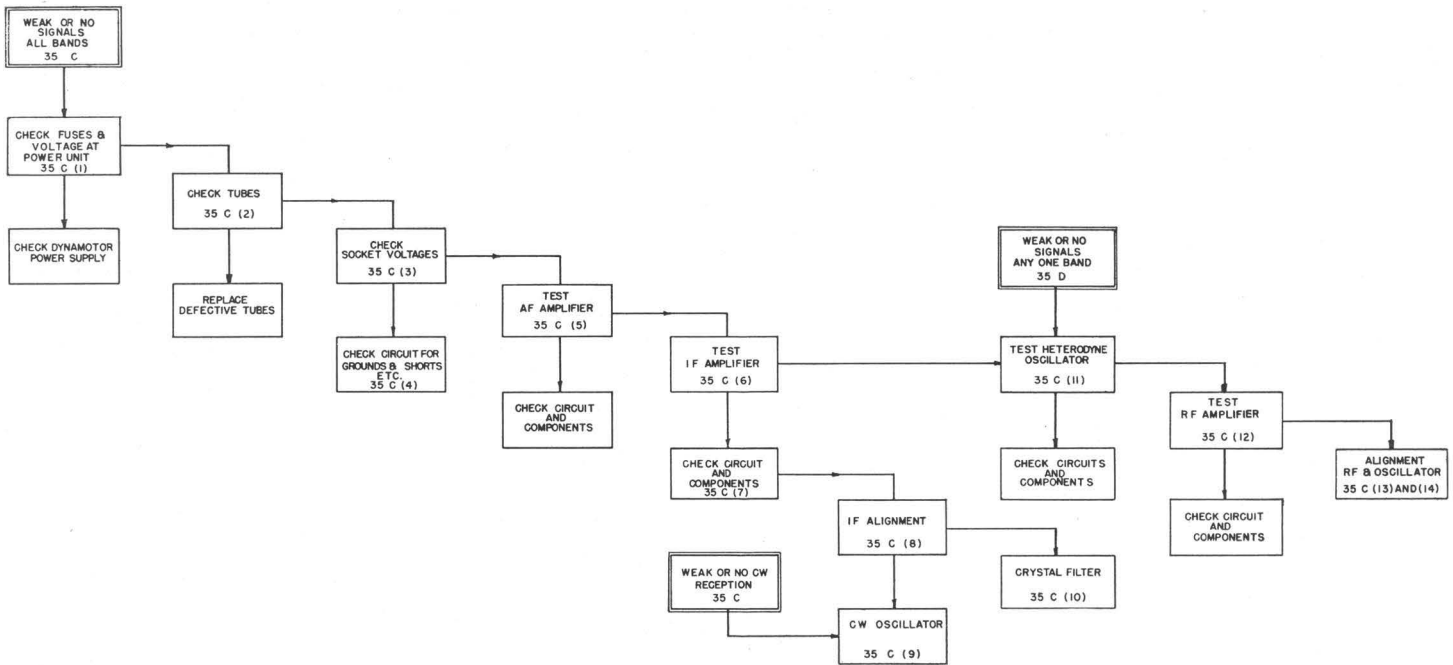 WEAK OR NO
SIGNALS
ALL BANDS
35 C
CHECK FUSES &
VOLTAGE AT
POWER UNIT
35 C (1)
CHECK DYNAMOTOR
POWER SUPPLY
CHECK TUBES
35 C (2)
REPLACE
DEFECTIVE TUBES
CHECK
SOCKET VOLTAGES
35 C (3)
CHECK CIRCUIT FOR
GROUNDS & SHORTS
ETC.
35 C (4)
TEST
AF AMPLIFIER
35 C (5)
CHECK CIRCUIT
AND
COMPONENTS
TEST
IF AMPLIFIER
35 C (6)
CHECK CIRCUIT
AND
COMPONENTS
35 C (7)
IF ALIGNMENT
35 C (8)
WEAK OR NO CW
RECEPTION
35 C
CW OSCILLATOR
35 C (9)
CRYSTAL FILTER
35 C (10)
WEAK OR NO
SIGNALS
ANY ONE BAND
35 D
TEST HETERODYNE
OSCILLATOR
35 C (11)
CHECK CIRCUITS
AND
COMPONENTS
TEST
RF AMPLIFIER
35 C (12)
CHECK CIRCUIT
AND
COMPONENTS
ALIGNMENT
RF & OSCILLATOR
35 C (13) AND (14)